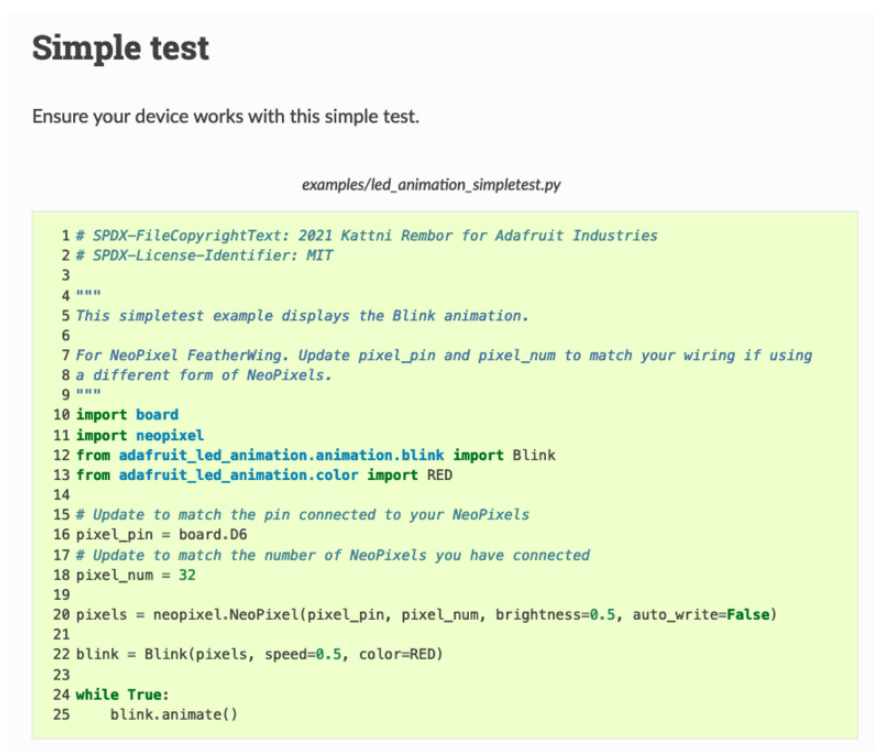 Simple test
Ensure your device works with this simple test.
examples/led_animation_simpletest.py
1 # SPDX-FileCopyrightText: 2021 Kattni Rembor for Adafruit Industries
2 # SPDX-License-Identifier: MIT
3
4 """
5 This simpletest example displays the Blink animation.
6
7 For NeoPixel FeatherWing. Update pixel_pin and pixel_num to match your wiring if using
8 a different form of NeoPixels.
9 """
10 import board
11 import neopixel
12 from adafruit_led_animation.animation.blink import Blink
13 from adafruit_led_animation.color import RED
14
15 # Update to match the pin connected to your NeoPixels
16 pixel_pin = board.D6
17 # Update to match the number of NeoPixels you have connected
18 pixel_num = 32
19
20 pixels = neopixel.NeoPixel(pixel_pin, pixel_num, brightness=0.5, auto_write=False)
21
22 blink = Blink(pixels, speed=0.5, color=RED)
23
24 while True:
25     blink.animate()